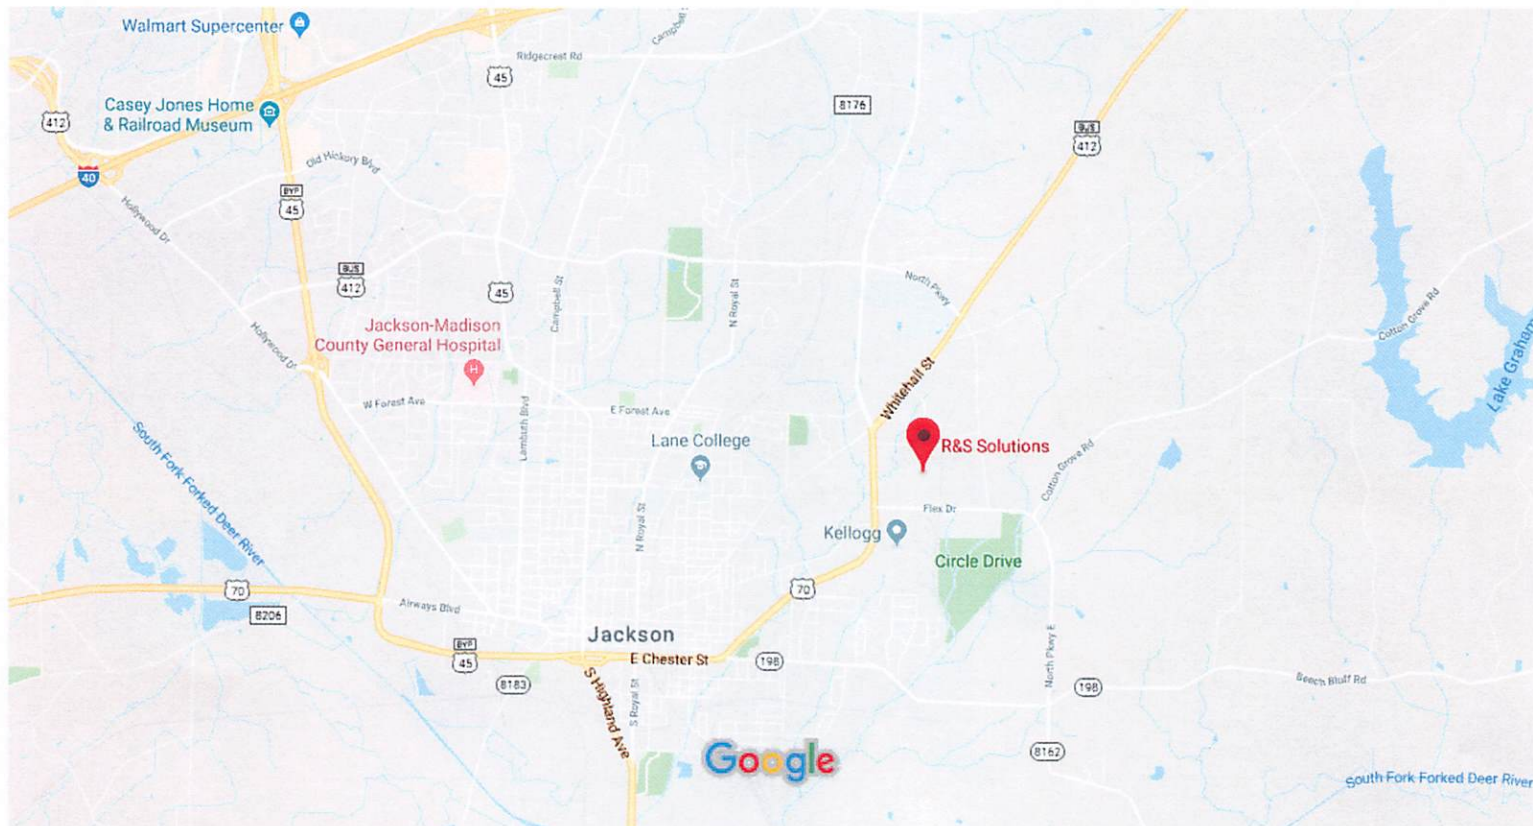 Walmart Supercenter
Ridgecrest Rd
Campbell S
45
Casey Jones Home
& Railroad Museum
8176
412
BUS
412
40
Old Hickory Blvd
BYP
45
Hollywood Dr
BUS
412
45
Campbell St
N Royal St
North Pkwy
Cotton Grove Rd
Jackson-Madison
County General Hospital
H
Hollywood Dr
Lake Graham
Whitehall St
W Forest Ave
E Forest Ave
Lambuth Blvd
Lane College
R&S Solutions
Cotton Grove Rd
South Fork Forked Deer River
Flex Dr
N Royal St
Kellogg
Circle Drive
70
70
8206
Airways Blvd
Jackson
BYP
45
E Chester St
198
North Pkwy E
Beech Bluff Rd
8183
198
S Highland Ave
S Royal St
Google
8162
South Fork Forked Deer River